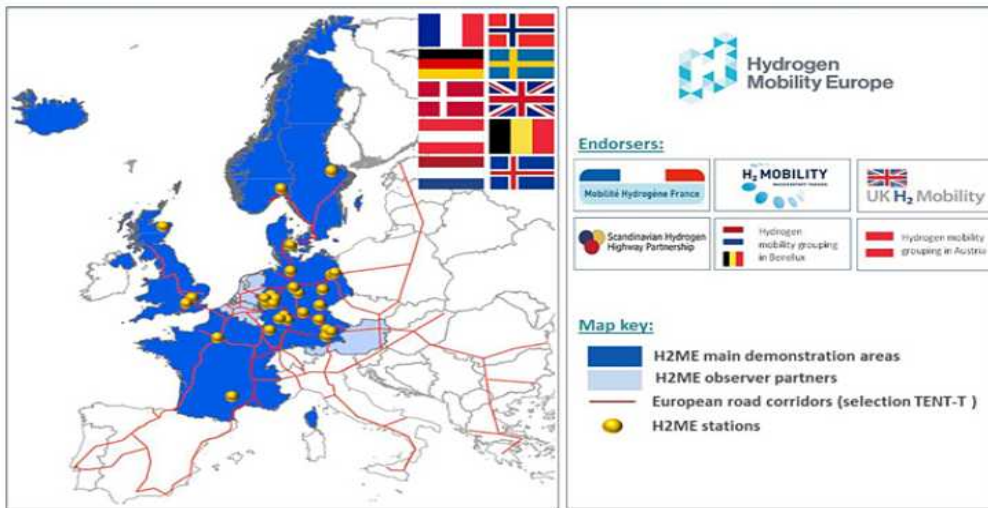 Hydrogen
Mobility Europe
Endorsers:
Mobilité Hydrogène France
H2 MOBILITY
UK H2 Mobility
Scandinavian Hydrogen
Highway Partnership
Hydrogen
mobility grouping
in Benelux
Hydrogen mobility
grouping in Austria
Map key:
H2ME main demonstration areas
H2ME observer partners
European road corridors (selection TENT-T )
H2ME stations